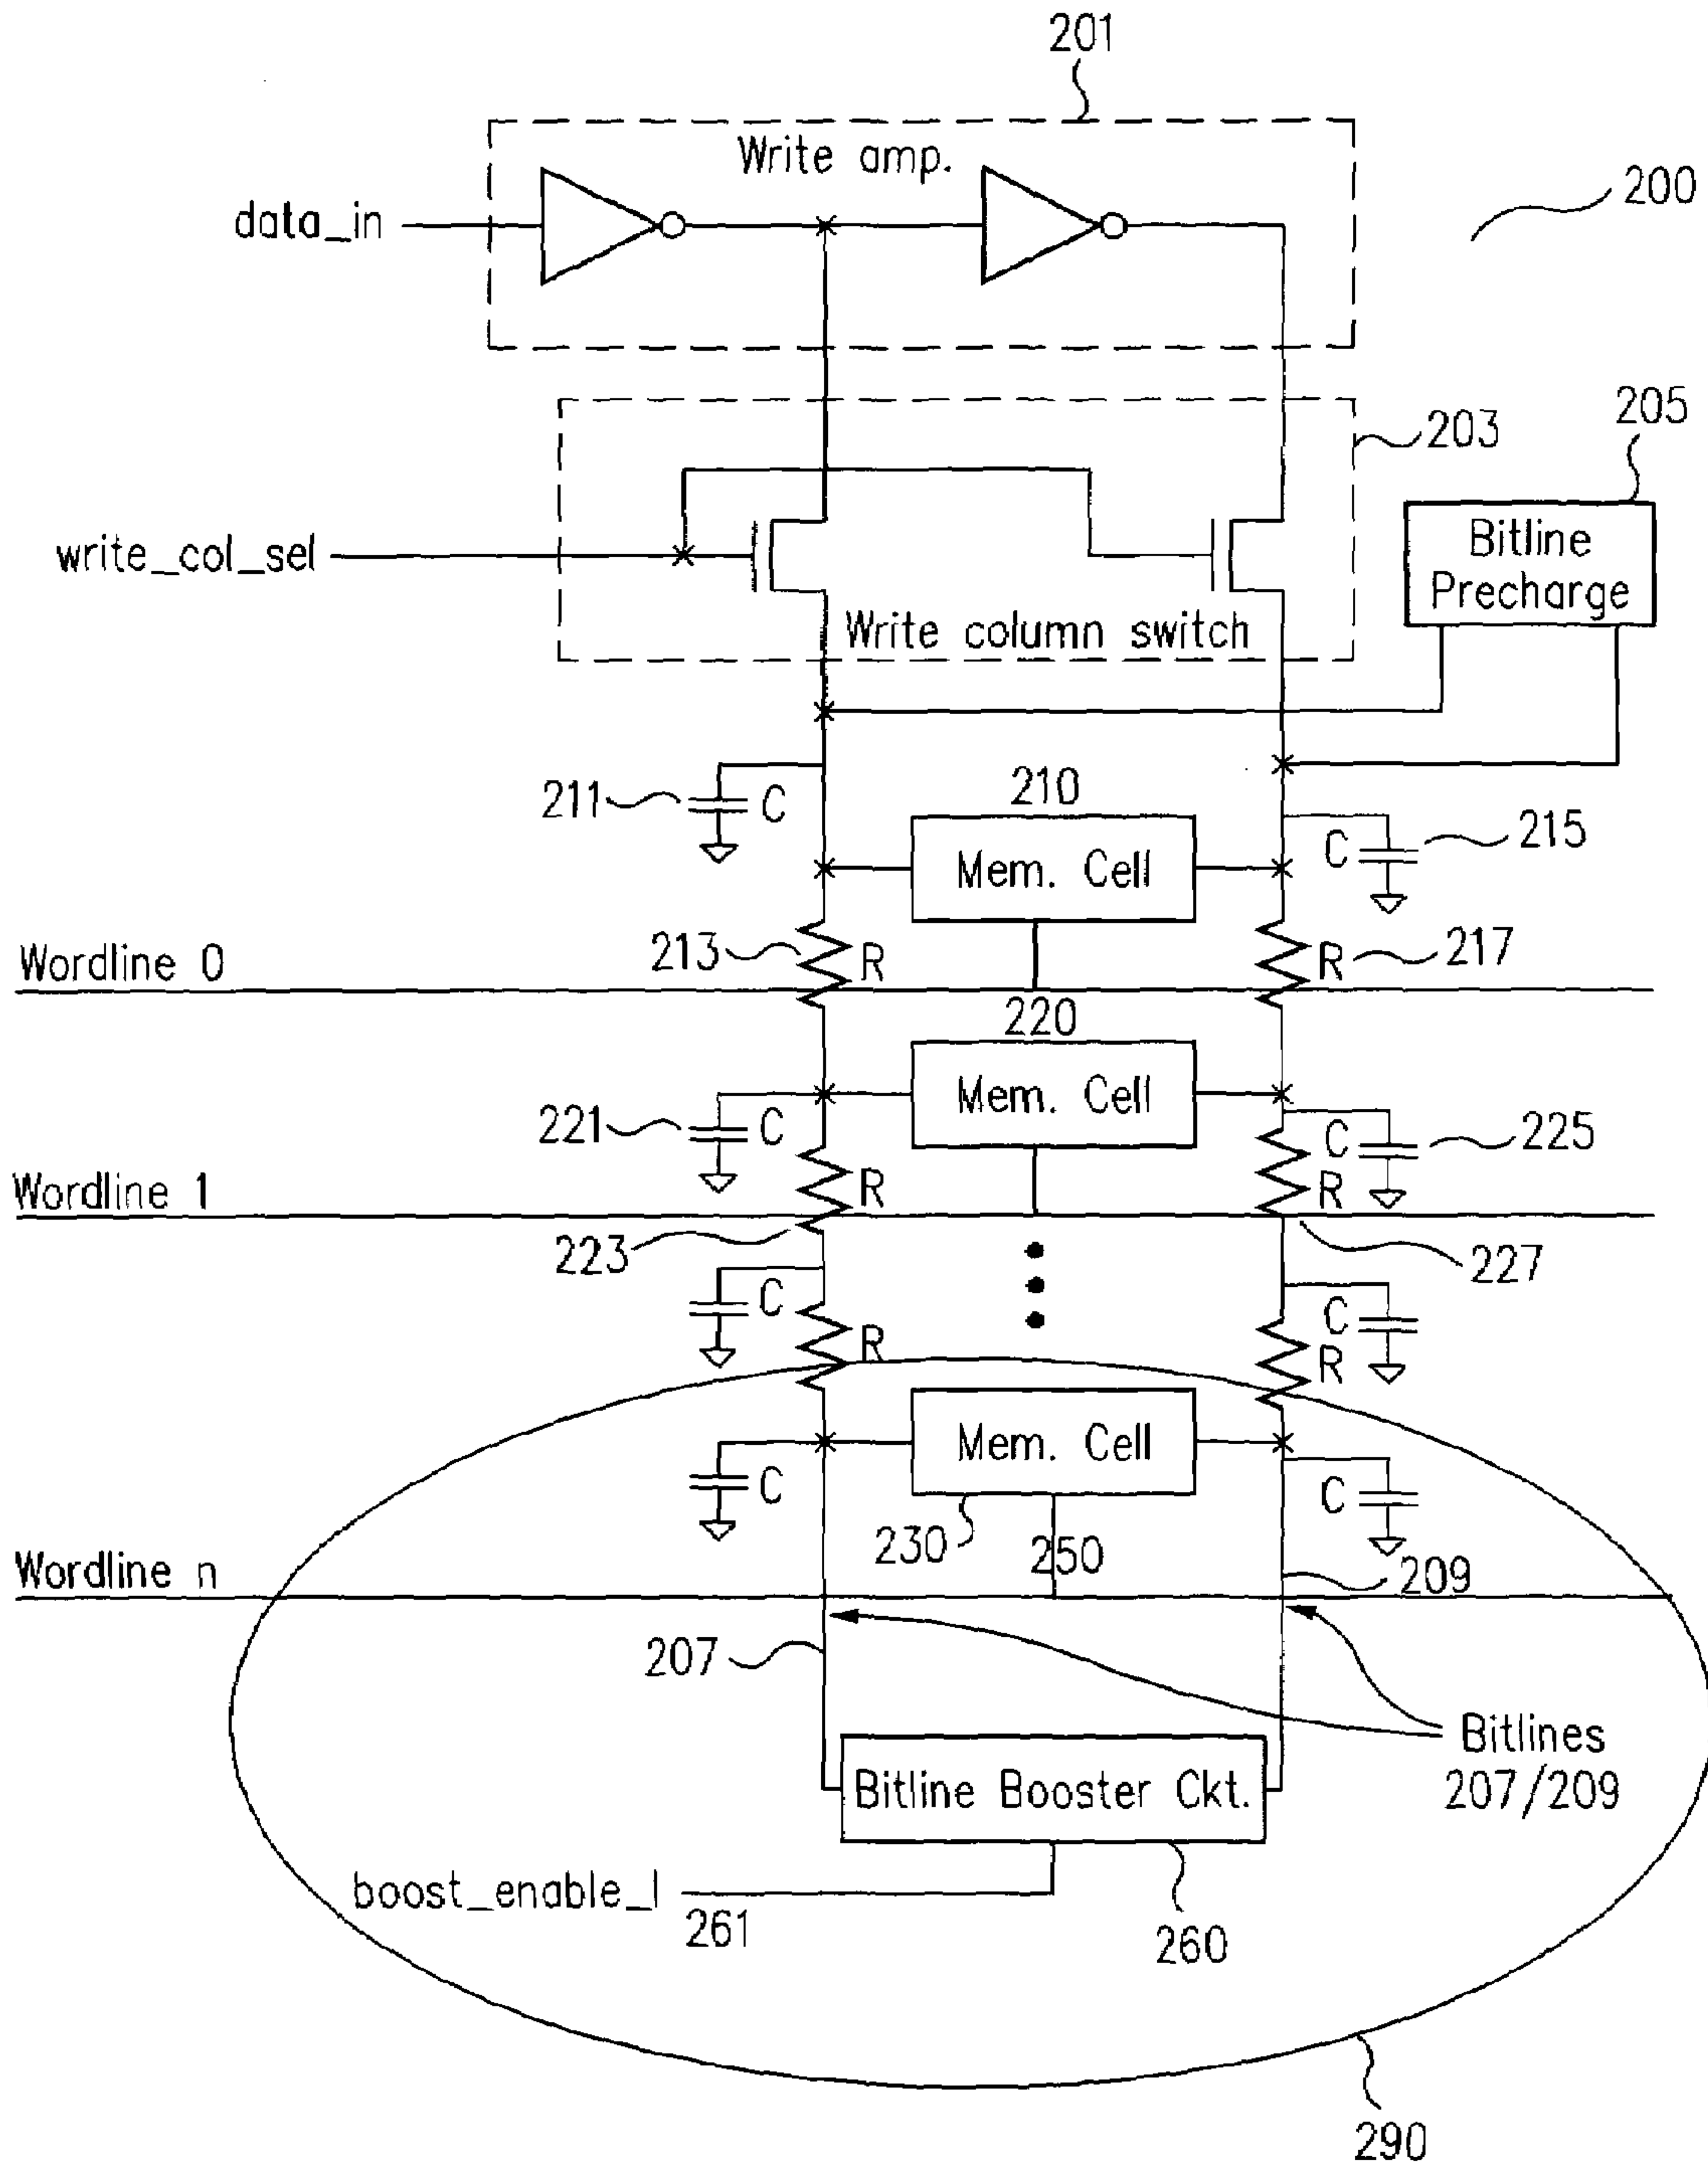 201
Write amp.
200
data_in
205
203
Bitline
Precharge
write_col_sel
Write column switch
211
C
210
C
215
Mem. Cell
Wordline 0
213
R
R
217
220
Mem. Cell
221
C
C
225
Wordline 1
R
R
223
227
C
C
R
R
Mem. Cell
C
C
230
250
209
Wordline n
207
Bitlines
207/209
Bitline Booster Ckt.
boost_enable_l
261
260
290